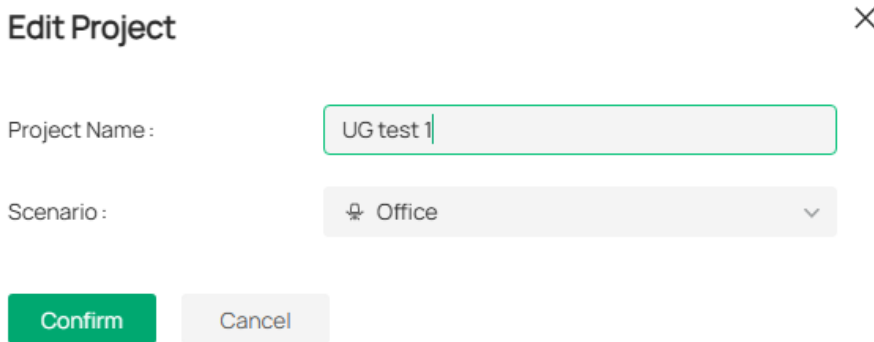 Edit Project
Project Name :
UG test 1
Scenario :
Office
Confirm
Cancel